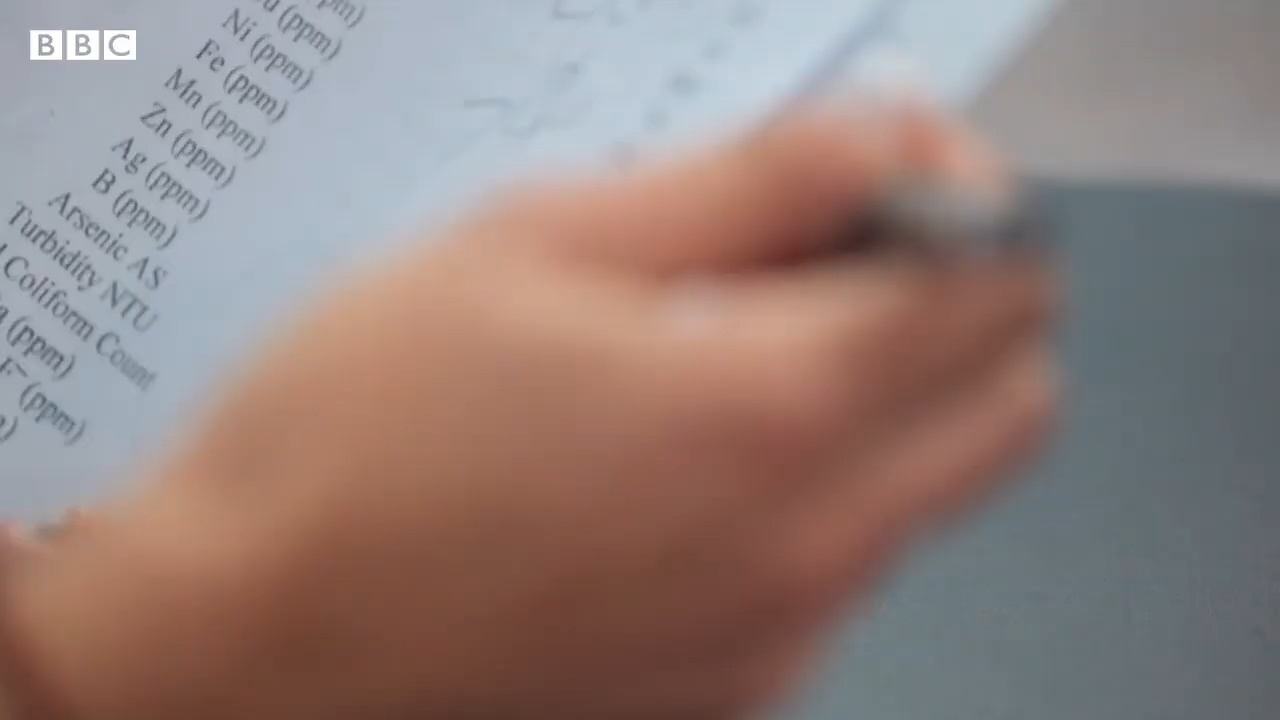 BBC
(ppm)
Ni (ppm)
Fe (ppm)
Mn (ppm)
Zn (ppm)
Ag (ppm)
B (ppm)
Arsenic AS
Turbidity NTU
Coliform Count
(ppm)
F⁻ (ppm)